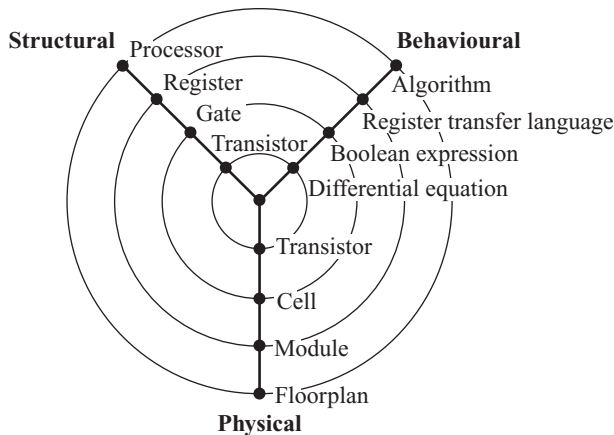 Structural
Behavioural
Processor
Algorithm
Register
Register transfer language
Gate
Boolean expression
Transistor
Differential equation
Transistor
Cell
Module
Floorplan
Physical